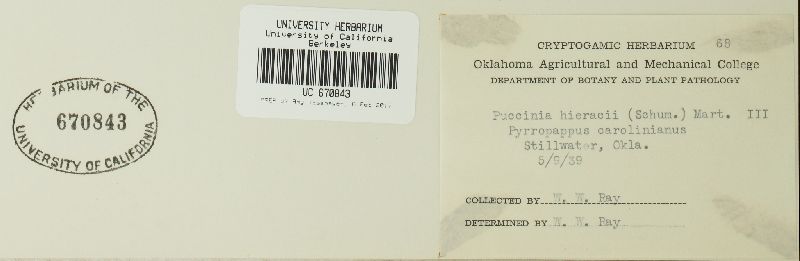 UNIVERSITY HERBARIUM
University of California
Berkeley
UC 670843
HERBARIUM OF THE
670843
UNIVERSITY OF CALIFORNIA
CRYPTOGAMIC HERBARIUM 68
Oklahoma Agricultural and Mechanical College
DEPARTMENT OF BOTANY AND PLANT PATHOLOGY
Puccinia hieracii (Schum.) Mart. III
Pyrropappus carolinianus
Stillwater, Okla.
5/9/39
COLLECTED BY W. W. Ray
DETERMINED BY W. W. Ray